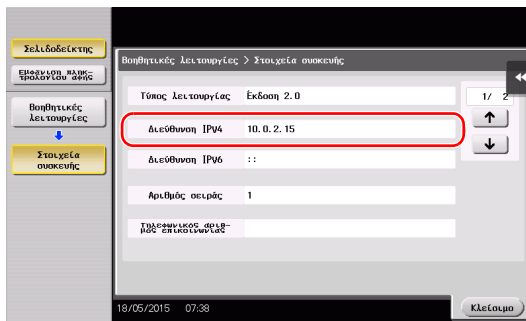 Σελιδοδείκτης
Εμφάνιση πληκ-
τρολογίου αφής
Βοηθητικές
λειτουργίες
Στοιχεία
συσκευής
Βοηθητικές λειτουργίες > Στοιχεία συσκευής
Τύπος λειτουργίας Έκδοση 2.0
1/ 2
Διεύθυνση IPV4 10.0.2.15
Διεύθυνση IPV6 ::
Αριθμός σειράς 1
Τηλεφωνικός αριθ-
μός επικοινωνίας
18/05/2015 07:38
Κλείσιμο